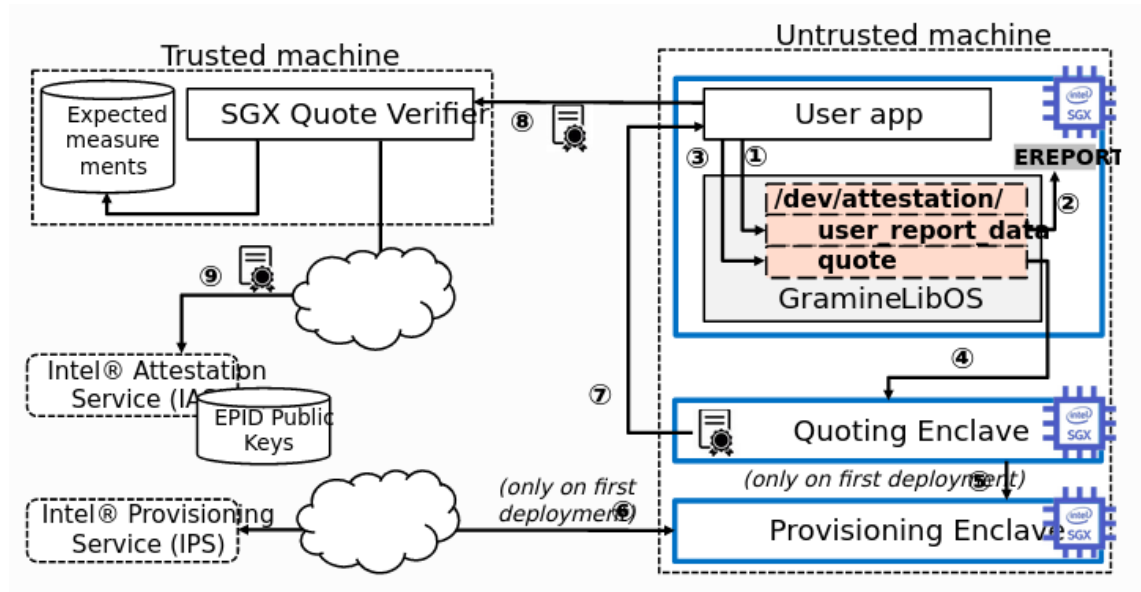 Trusted machine
Expected
measure-
ments
SGX Quote Verifier
⑧
Untrusted machine
User app
intel
SGX
③
①
EREPORT
②
/dev/attestation/
user_report_data
quote
GramineLibOS
⑨
Intel® Attestation
Service (IA
EPID Public
Keys
④
⑦
Quoting Enclave
intel
SGX
(only on first deployment)
⑤
(only on first
deployment)
⑥
Intel® Provisioning
Service (IPS)
Provisioning Enclave
intel
SGX